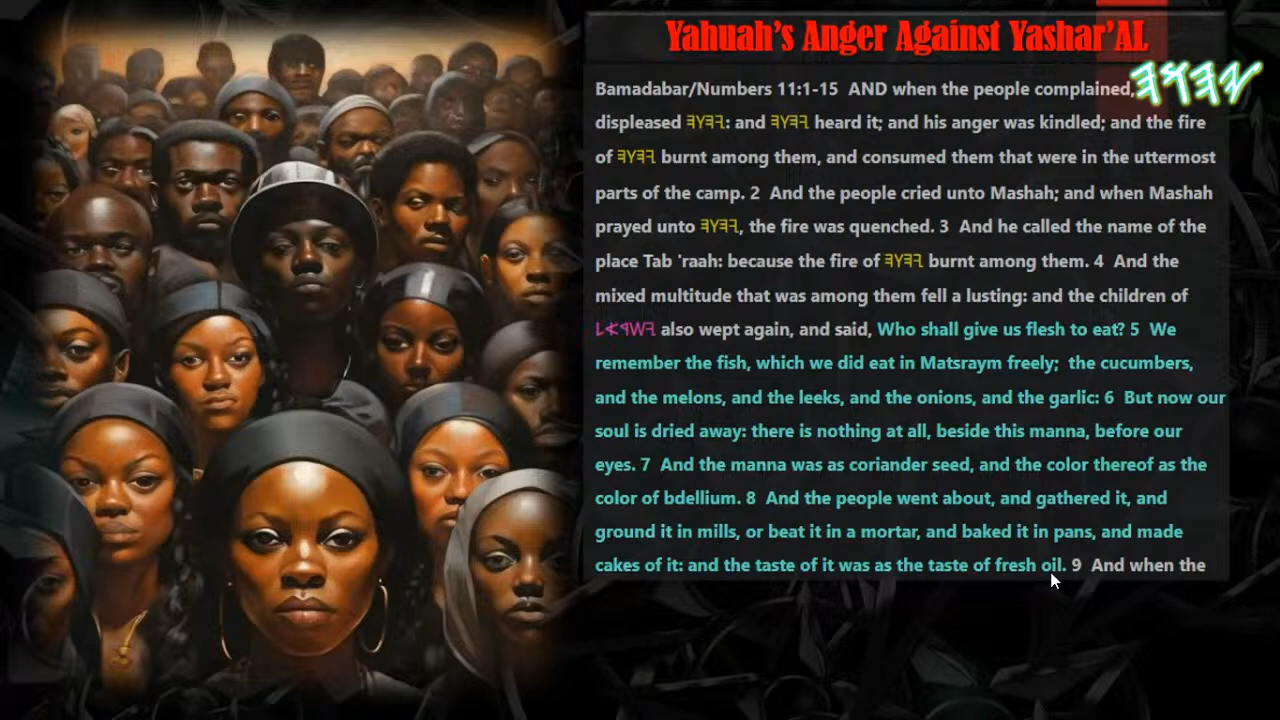 Yahuah’s Anger Against Yashar’AL
𐤉𐤄𐤅𐤄
Bamadabar/Numbers 11:1-15 AND when the people complained,
displeased 𐤉𐤄𐤅𐤄: and 𐤉𐤄𐤅𐤄 heard it; and his anger was kindled; and the fire
of 𐤉𐤄𐤅𐤄 burnt among them, and consumed them that were in the uttermost
parts of the camp. 2 And the people cried unto Mashah; and when Mashah
prayed unto 𐤉𐤄𐤅𐤄, the fire was quenched. 3 And he called the name of the
place Tab 'raah: because the fire of 𐤉𐤄𐤅𐤄 burnt among them. 4 And the
mixed multitude that was among them fell a lusting: and the children of
𐤉𐤔𐤓𐤀𐤋 also wept again, and said, Who shall give us flesh to eat? 5 We
remember the fish, which we did eat in Matsraym freely; the cucumbers,
and the melons, and the leeks, and the onions, and the garlic: 6 But now our
soul is dried away: there is nothing at all, beside this manna, before our
eyes. 7 And the manna was as coriander seed, and the color thereof as the
color of bdellium. 8 And the people went about, and gathered it, and
ground it in mills, or beat it in a mortar, and baked it in pans, and made
cakes of it: and the taste of it was as the taste of fresh oil. 9 And when the